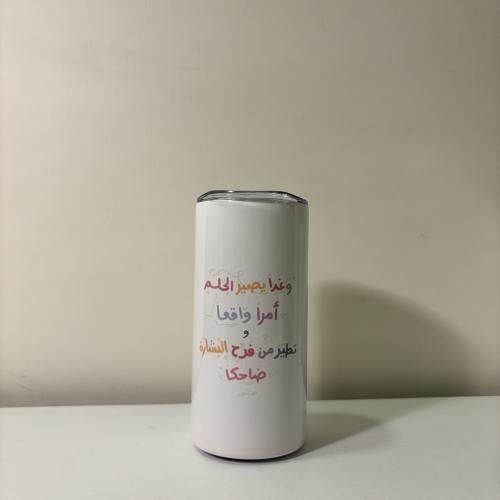 وغدا يصير الحلم
أمرا واقعا
و
تطير من فرح البشارة
ضاحكا